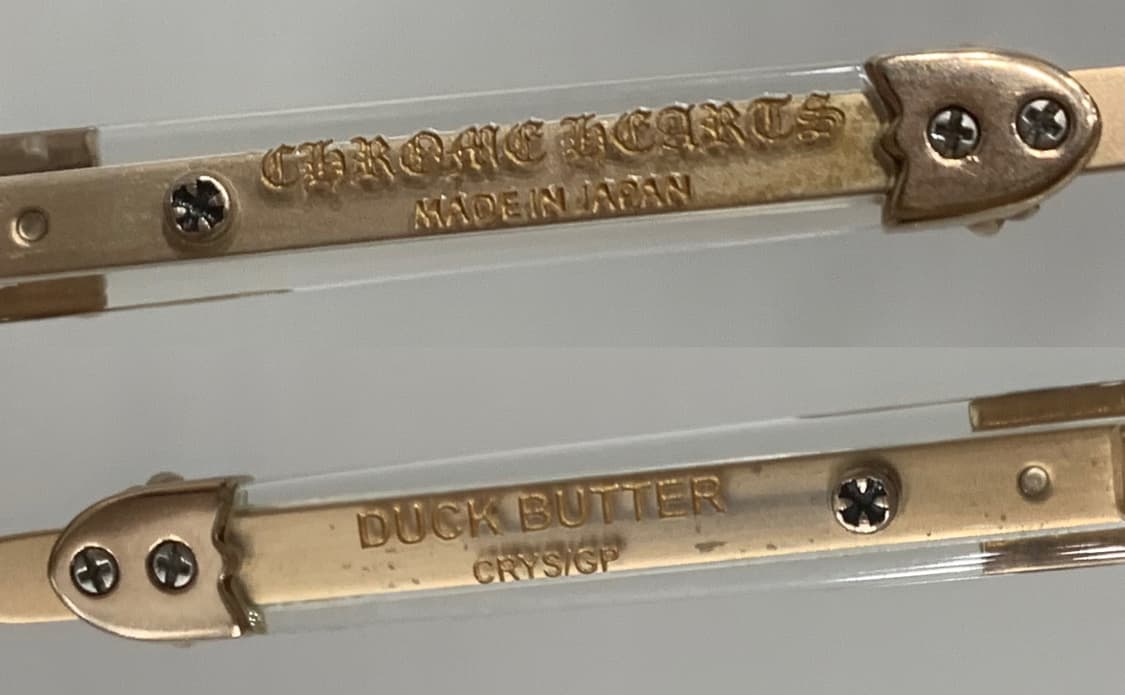 CHROME HEARTS
MADE IN JAPAN
DUCK BUTTER
CRYS/GP